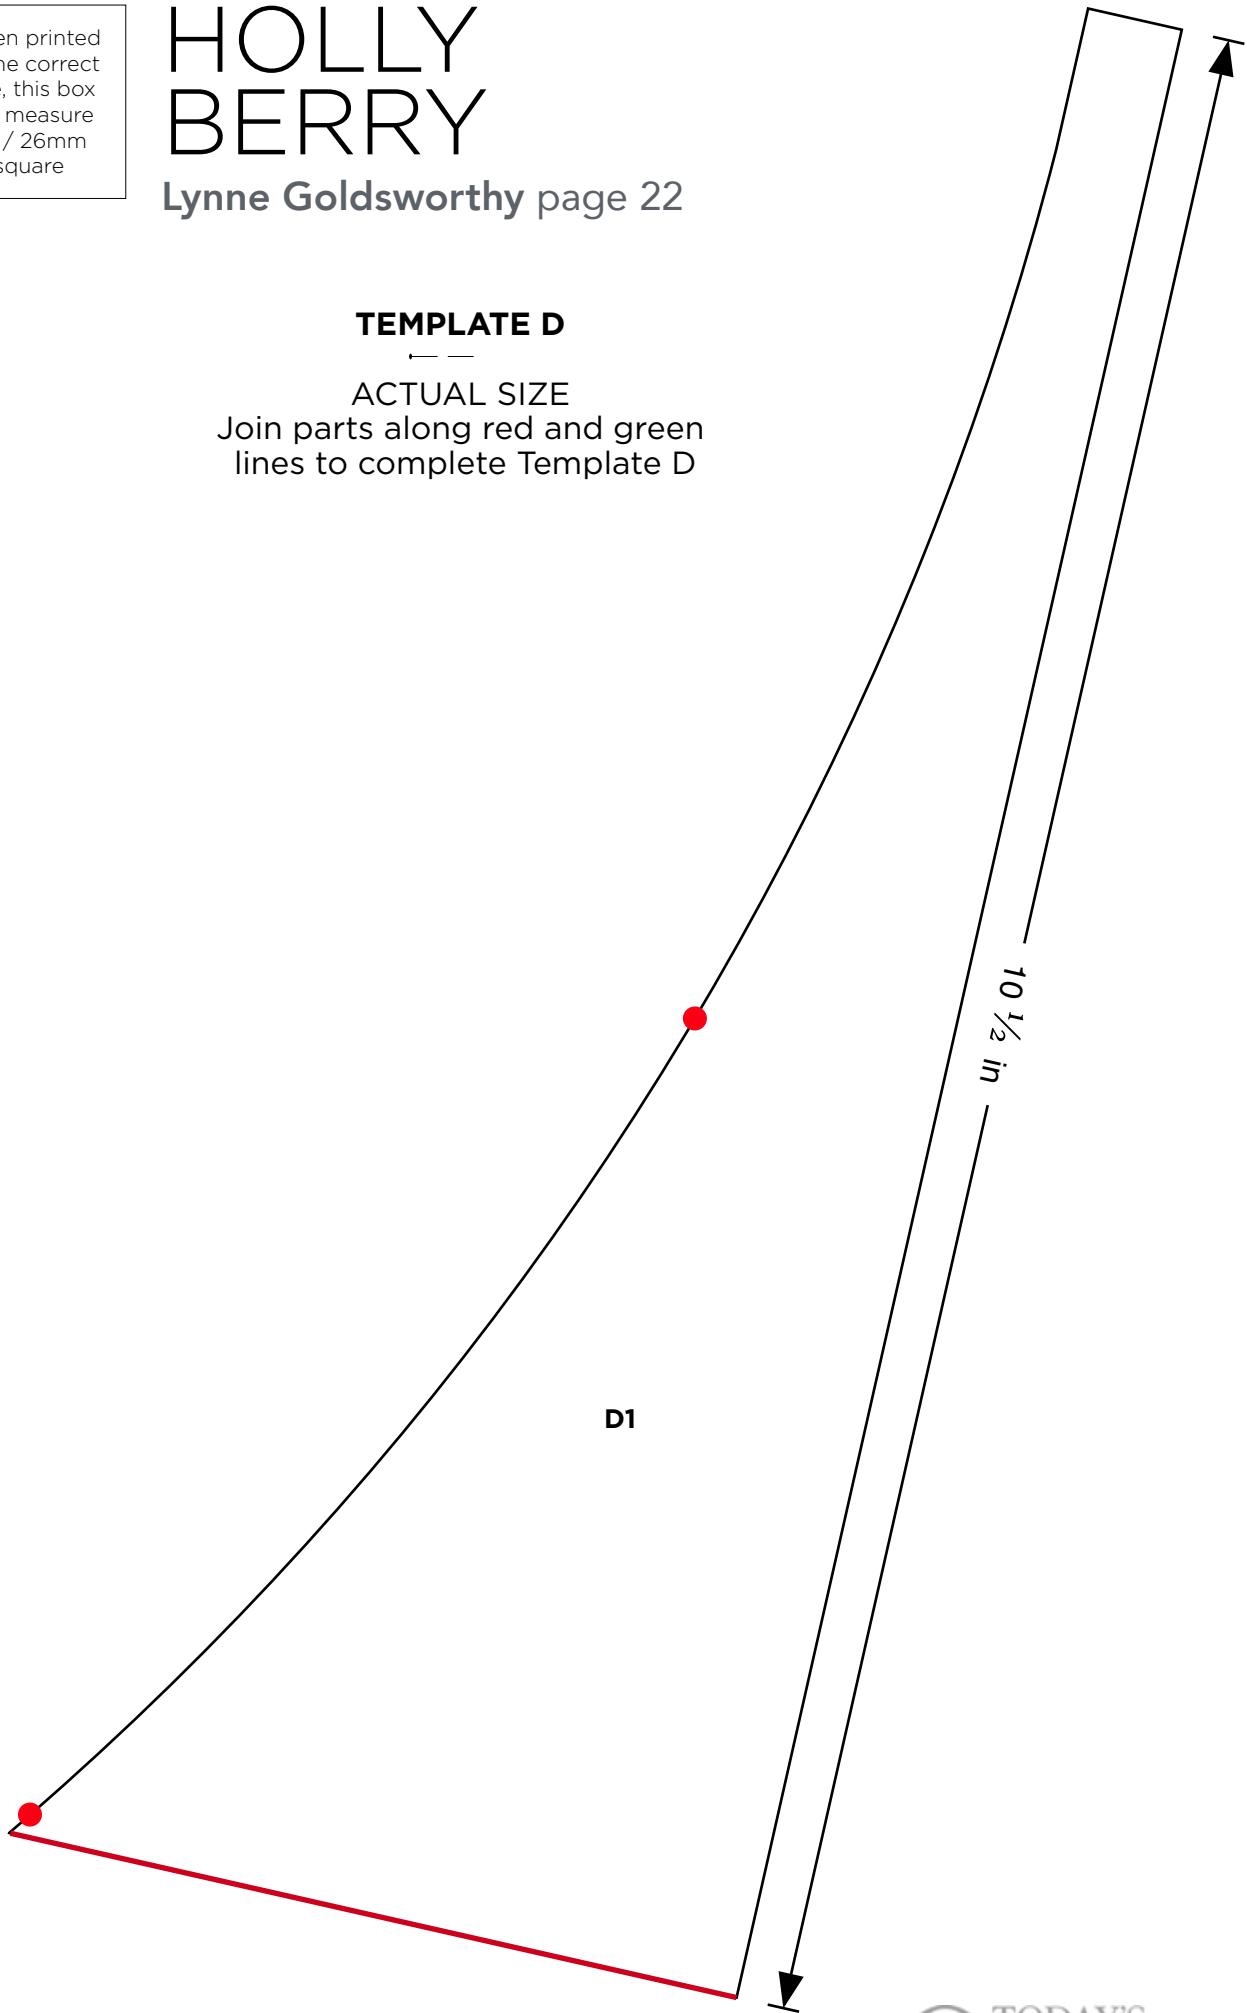 en printed
ne correct
, this box
measure
/ 26mm
square
HOLLY
BERRY
Lynne Goldsworthy page 22
TEMPLATE D
ACTUAL SIZE
Join parts along red and green
lines to complete Template D
10 ½ in
D1
TODAY'S